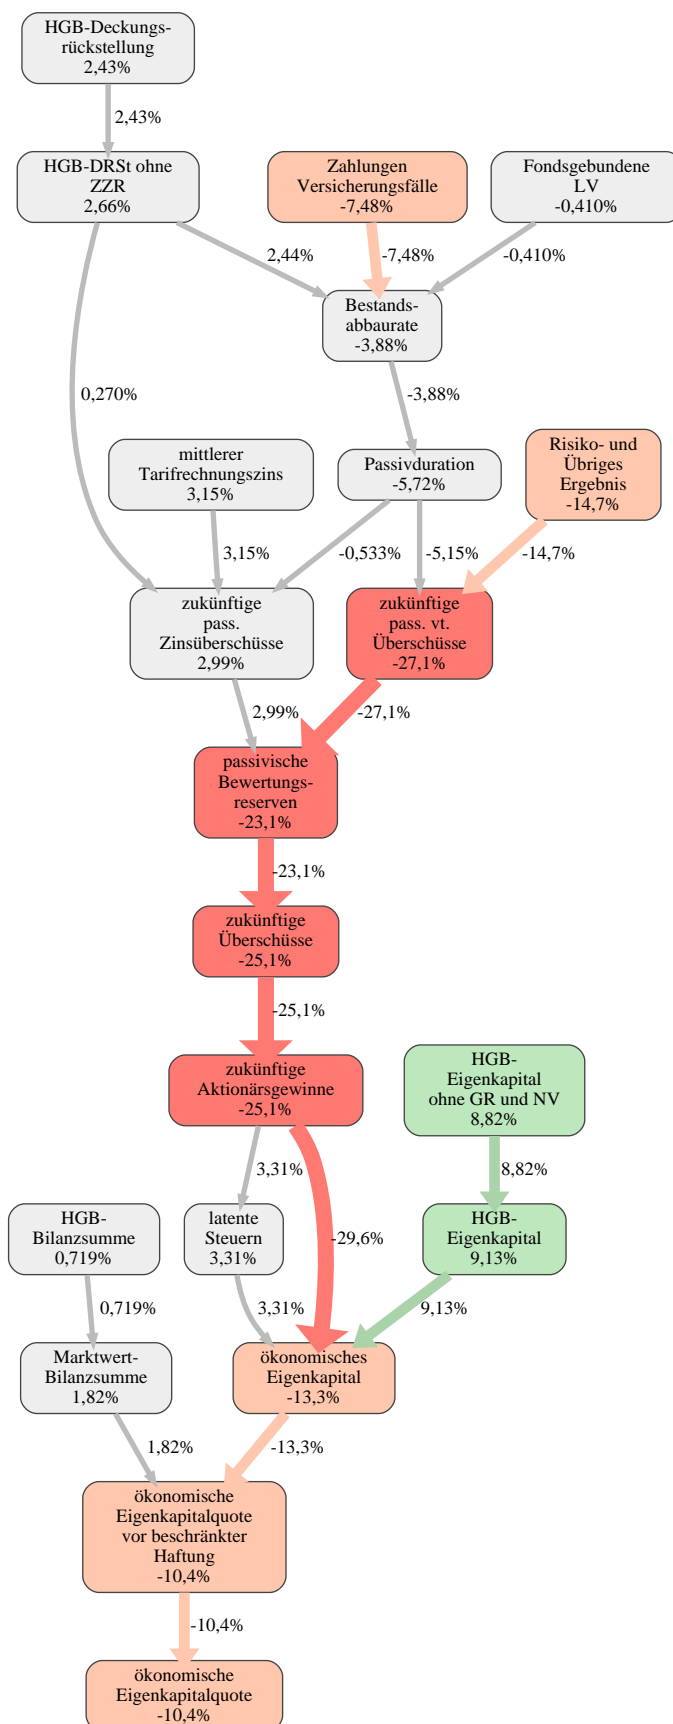 HGB-Deckungs-
rückstellung
2,43%
2,43%
HGB-DRSt ohne
ZZR
2,66%
Zahlungen
Versicherungsfälle
-7,48%
Fondsgebundene
LV
-0,410%
2,44%
-7,48%
-0,410%
Bestands-
abbaurate
-3,88%
0,270%
-3,88%
mittlerer
Tarifrechnungszins
3,15%
Passivduration
-5,72%
Risiko- und
Übriges
Ergebnis
-14,7%
3,15%
-0,533%
-5,15%
-14,7%
zukünftige
pass.
Zinsüberschüsse
2,99%
zukünftige
pass. vt.
Überschüsse
-27,1%
2,99%
-27,1%
passivische
Bewertungs-
reserven
-23,1%
-23,1%
zukünftige
Überschüsse
-25,1%
-25,1%
zukünftige
Aktionärsgewinne
-25,1%
HGB-
Eigenkapital
ohne GR und NV
8,82%
3,31%
8,82%
HGB-
Bilanzsumme
0,719%
latente
Steuern
3,31%
-29,6%
HGB-
Eigenkapital
9,13%
0,719%
3,31%
9,13%
Marktwert-
Bilanzsumme
1,82%
ökonomisches
Eigenkapital
-13,3%
1,82%
-13,3%
ökonomische
Eigenkapitalquote
vor beschränkter
Haftung
-10,4%
-10,4%
ökonomische
Eigenkapitalquote
-10,4%